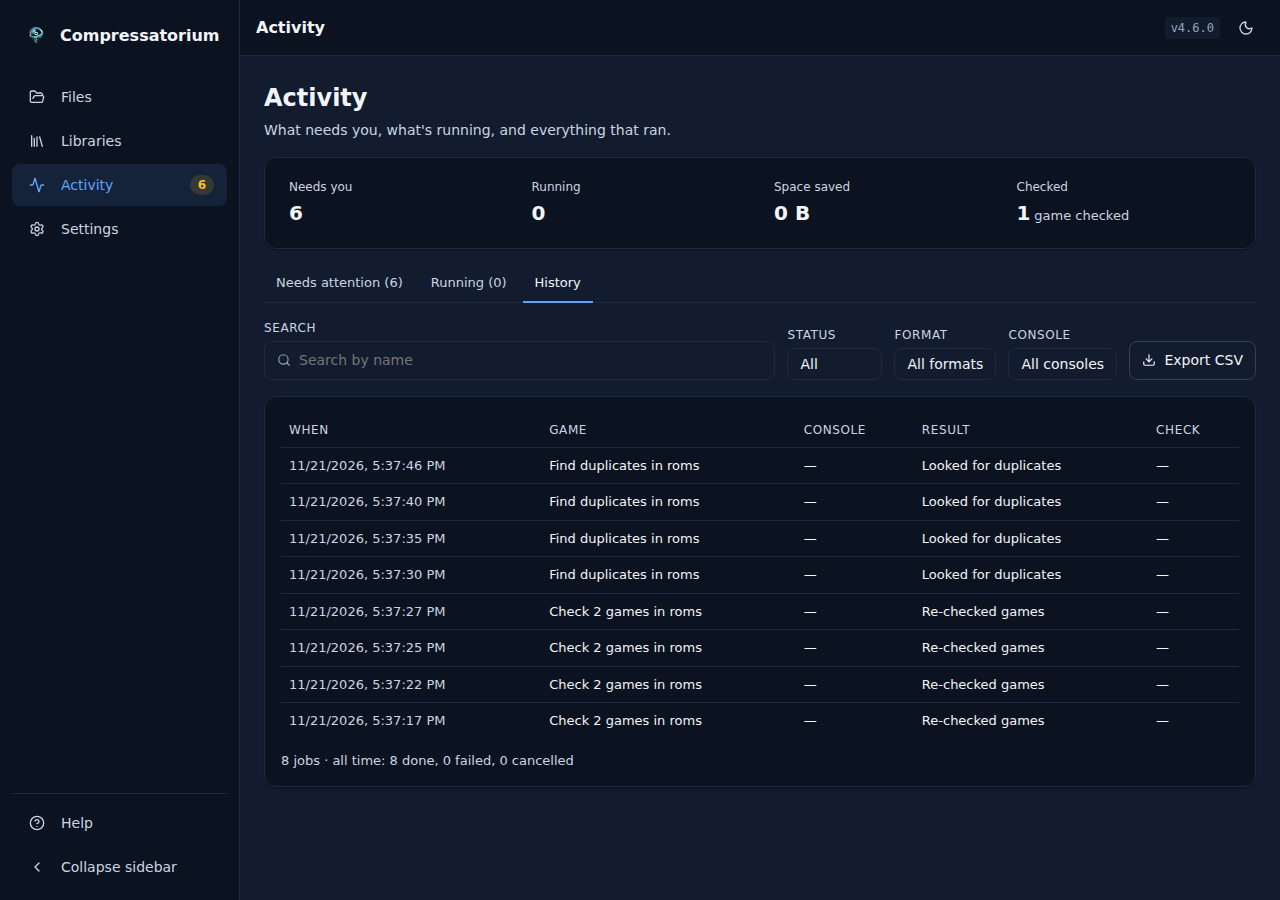 Compressatorium
Files
Libraries
Activity 6
Settings
Help
Collapse sidebar
Activity
v4.6.0
Activity
What needs you, what's running, and everything that ran.
Needs you Running Space saved Checked
6 0 0 B 1 game checked
Needs attention (6) Running (0) History
SEARCH STATUS FORMAT CONSOLE
Search by name All All formats All consoles Export CSV
WHEN GAME CONSOLE RESULT CHECK
11/21/2026, 5:37:46 PM Find duplicates in roms — Looked for duplicates —
11/21/2026, 5:37:40 PM Find duplicates in roms — Looked for duplicates —
11/21/2026, 5:37:35 PM Find duplicates in roms — Looked for duplicates —
11/21/2026, 5:37:30 PM Find duplicates in roms — Looked for duplicates —
11/21/2026, 5:37:27 PM Check 2 games in roms — Re-checked games —
11/21/2026, 5:37:25 PM Check 2 games in roms — Re-checked games —
11/21/2026, 5:37:22 PM Check 2 games in roms — Re-checked games —
11/21/2026, 5:37:17 PM Check 2 games in roms — Re-checked games —
8 jobs · all time: 8 done, 0 failed, 0 cancelled